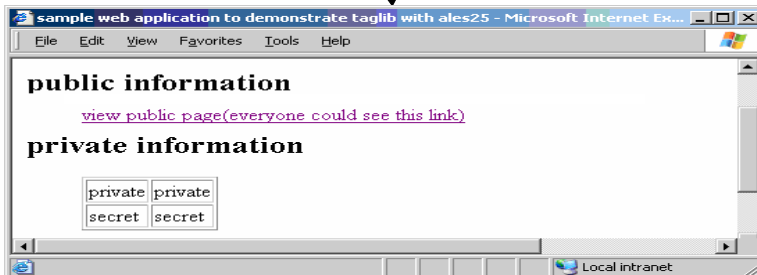 sample web application to demonstrate taglib with ales25 - Microsoft Internet Ex...
File Edit View Favorites Tools Help
public information
view public page(everyone could see this link)
private information
private private
secret secret
Local intranet